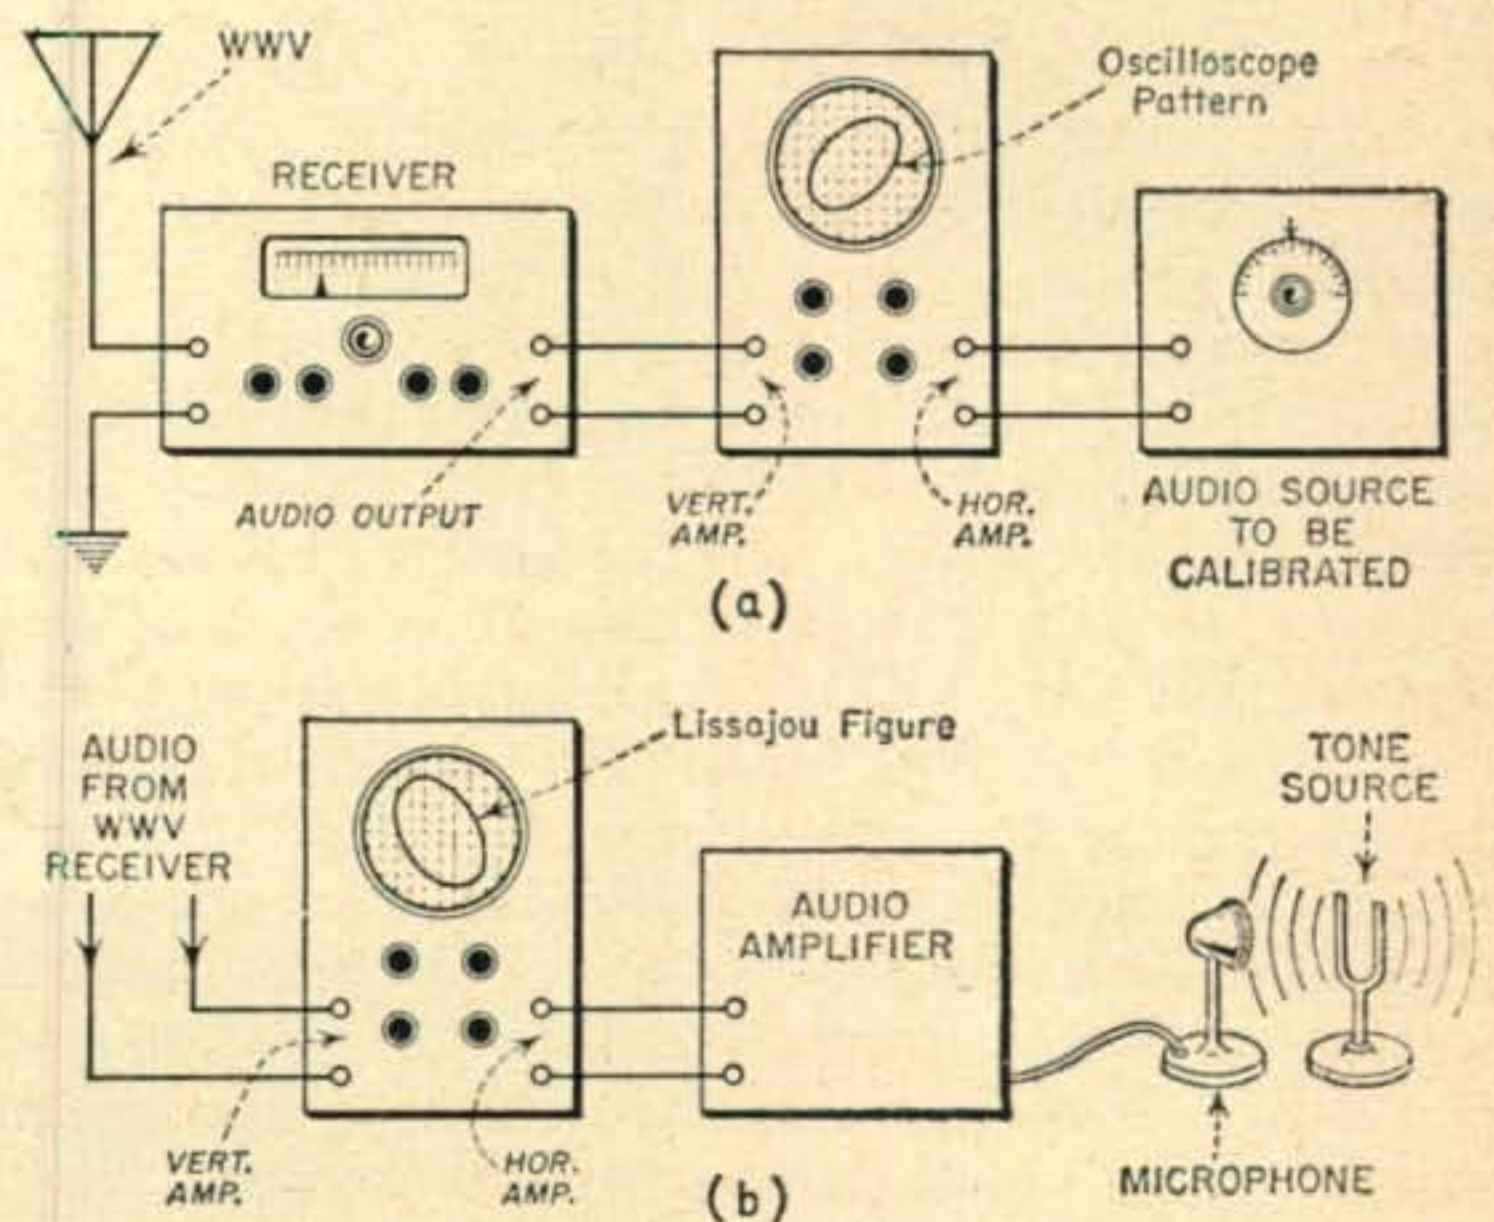 WWV
Oscilloscope
Pattern
RECEIVER
AUDIO OUTPUT
VERT.
AMP.
HOR.
AMP.
AUDIO SOURCE
TO BE
CALIBRATED
(a)
AUDIO
FROM
WWV
RECEIVER
Lissajou Figure
TONE
SOURCE
AUDIO
AMPLIFIER
VERT.
AMP.
HOR.
AMP.
MICROPHONE
(b)